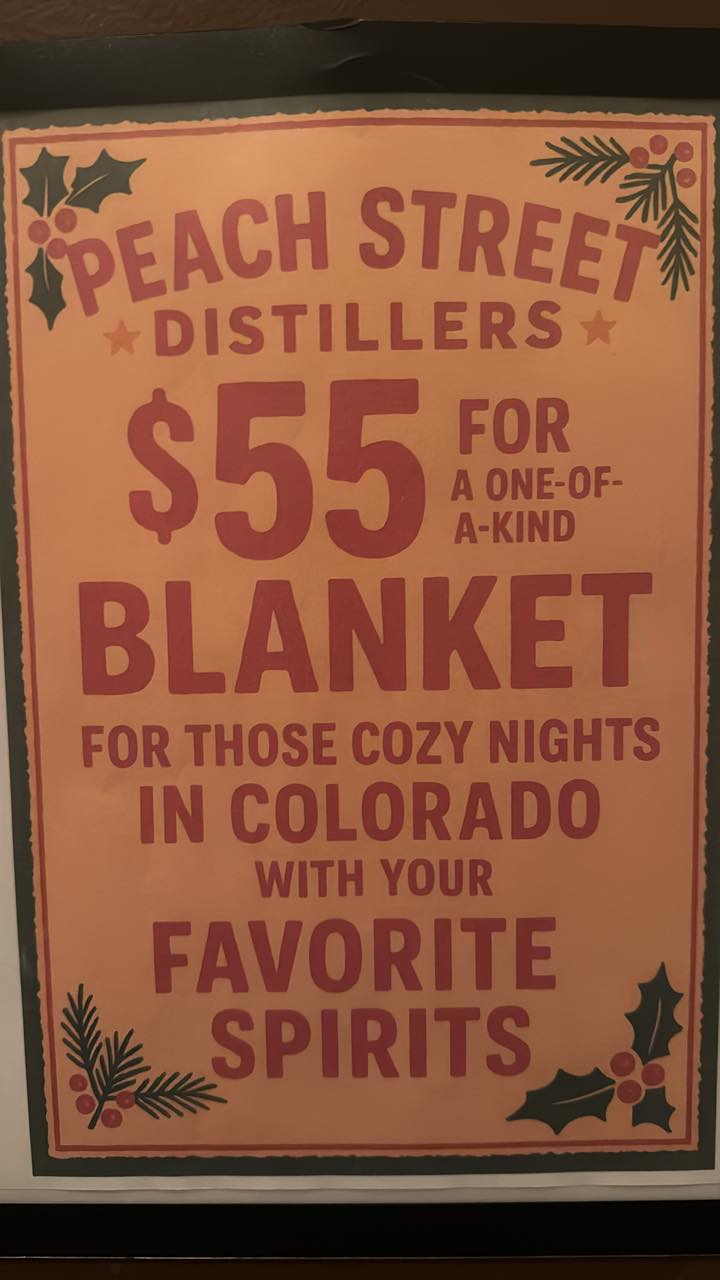 PEACH STREET
DISTILLERS
$55 FOR
A ONE-OF-
A-KIND
BLANKET
FOR THOSE COZY NIGHTS
IN COLORADO
WITH YOUR
FAVORITE
SPIRITS